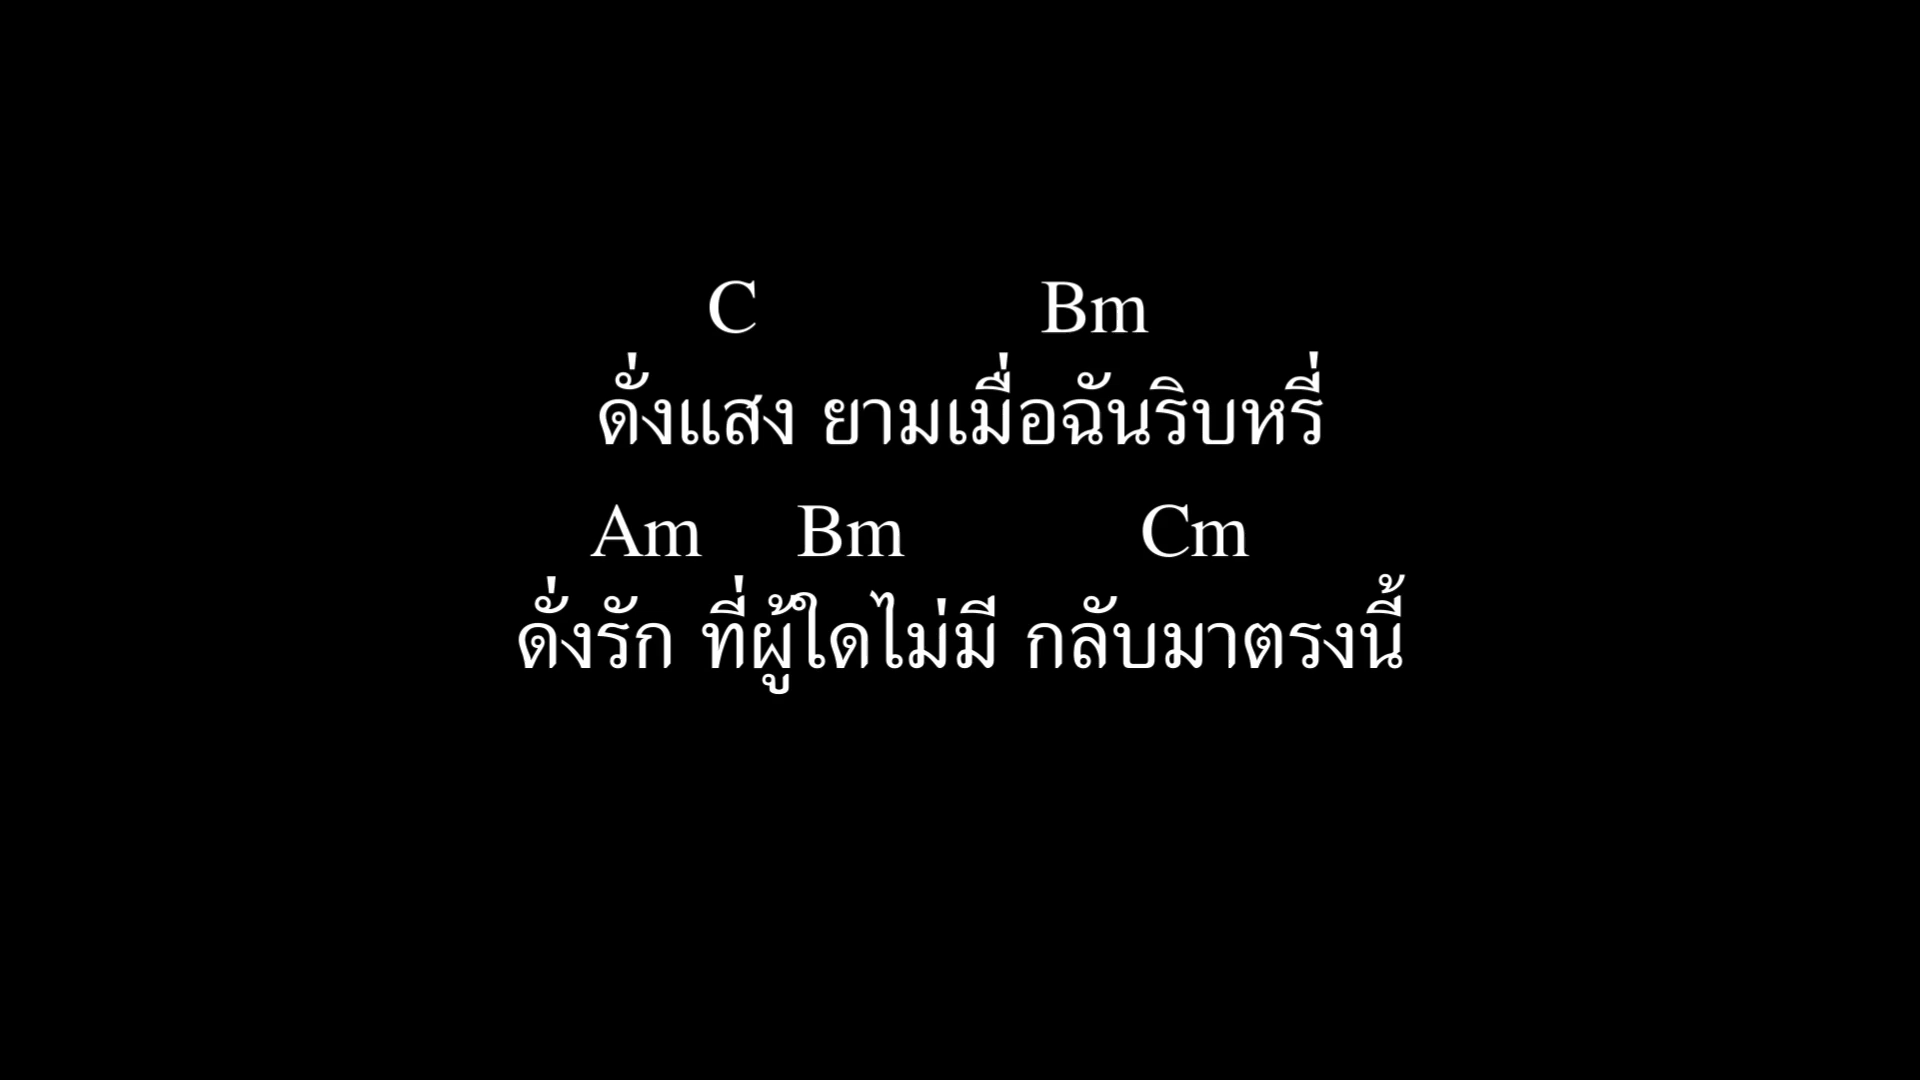 C Bm
ดั่งแสง ยามเมื่อฉันริบหรี่
Am Bm Cm
ดั่งรัก ที่ผู้ใดไม่มี กลับมาตรงนี้